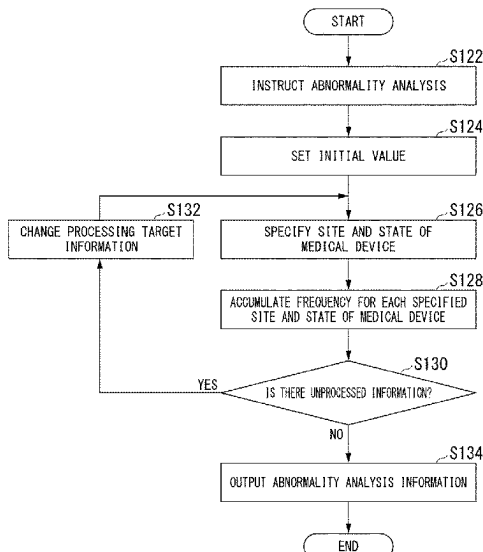 START
S122
INSTRUCT ABNORMALITY ANALYSIS
S124
SET INITIAL VALUE
S132
CHANGE PROCESSING TARGET
INFORMATION
S126
SPECIFY SITE AND STATE OF
MEDICAL DEVICE
S128
ACCUMULATE FREQUENCY FOR EACH SPECIFIED
SITE AND STATE OF MEDICAL DEVICE
S130
IS THERE UNPROCESSED INFORMATION?
YES
NO
S134
OUTPUT ABNORMALITY ANALYSIS INFORMATION
END